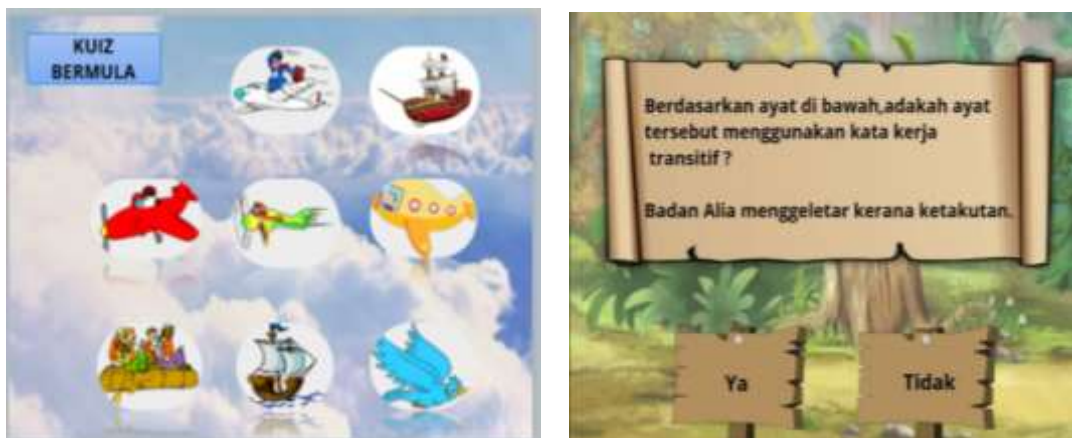 KUIZ
BERMULA
Berdasarkan ayat di bawah,adakah ayat
tersebut menggunakan kata kerja
transitif ?
Badan Alia menggeletar kerana ketakutan.
Ya
Tidak